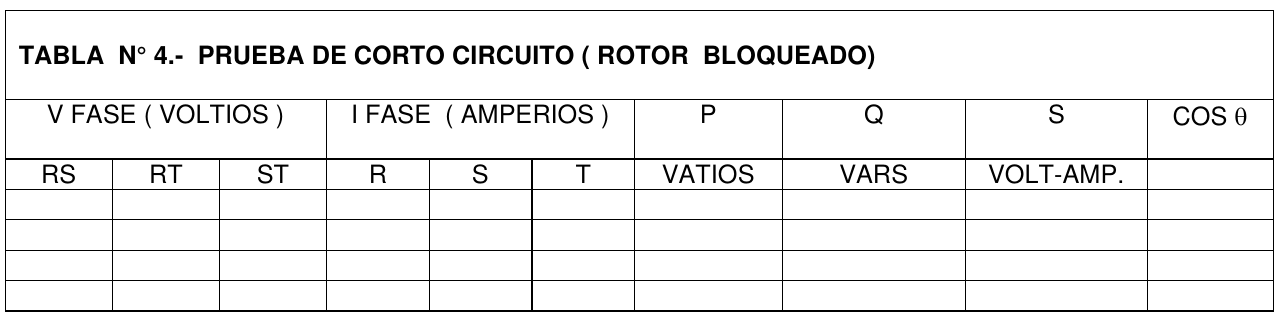 TABLA N° 4.- PRUEBA DE CORTO CIRCUITO ( ROTOR BLOQUEADO)
V FASE ( VOLTIOS ) I FASE ( AMPERIOS ) P Q S COS θ
RS RT ST R S T VATIOS VARS VOLT-AMP.